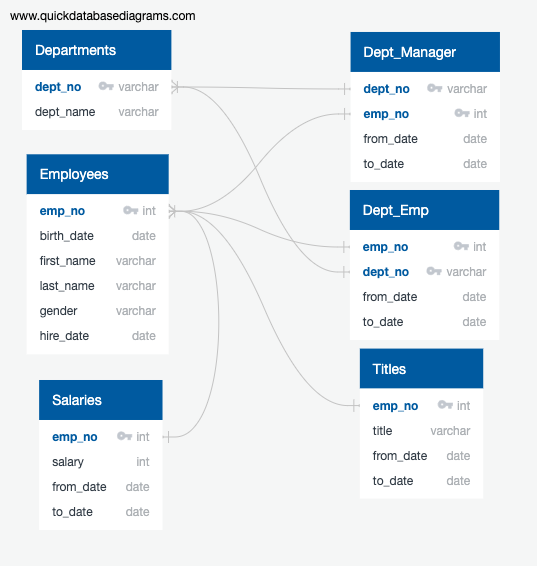 www.quickdatabasediagrams.com
Departments
dept_no varchar
dept_name varchar
Employees
emp_no int
birth_date date
first_name varchar
last_name varchar
gender varchar
hire_date date
Salaries
emp_no int
salary int
from_date date
to_date date
Dept_Manager
dept_no varchar
emp_no int
from_date date
to_date date
Dept_Emp
emp_no int
dept_no varchar
from_date date
to_date date
Titles
emp_no int
title varchar
from_date date
to_date date